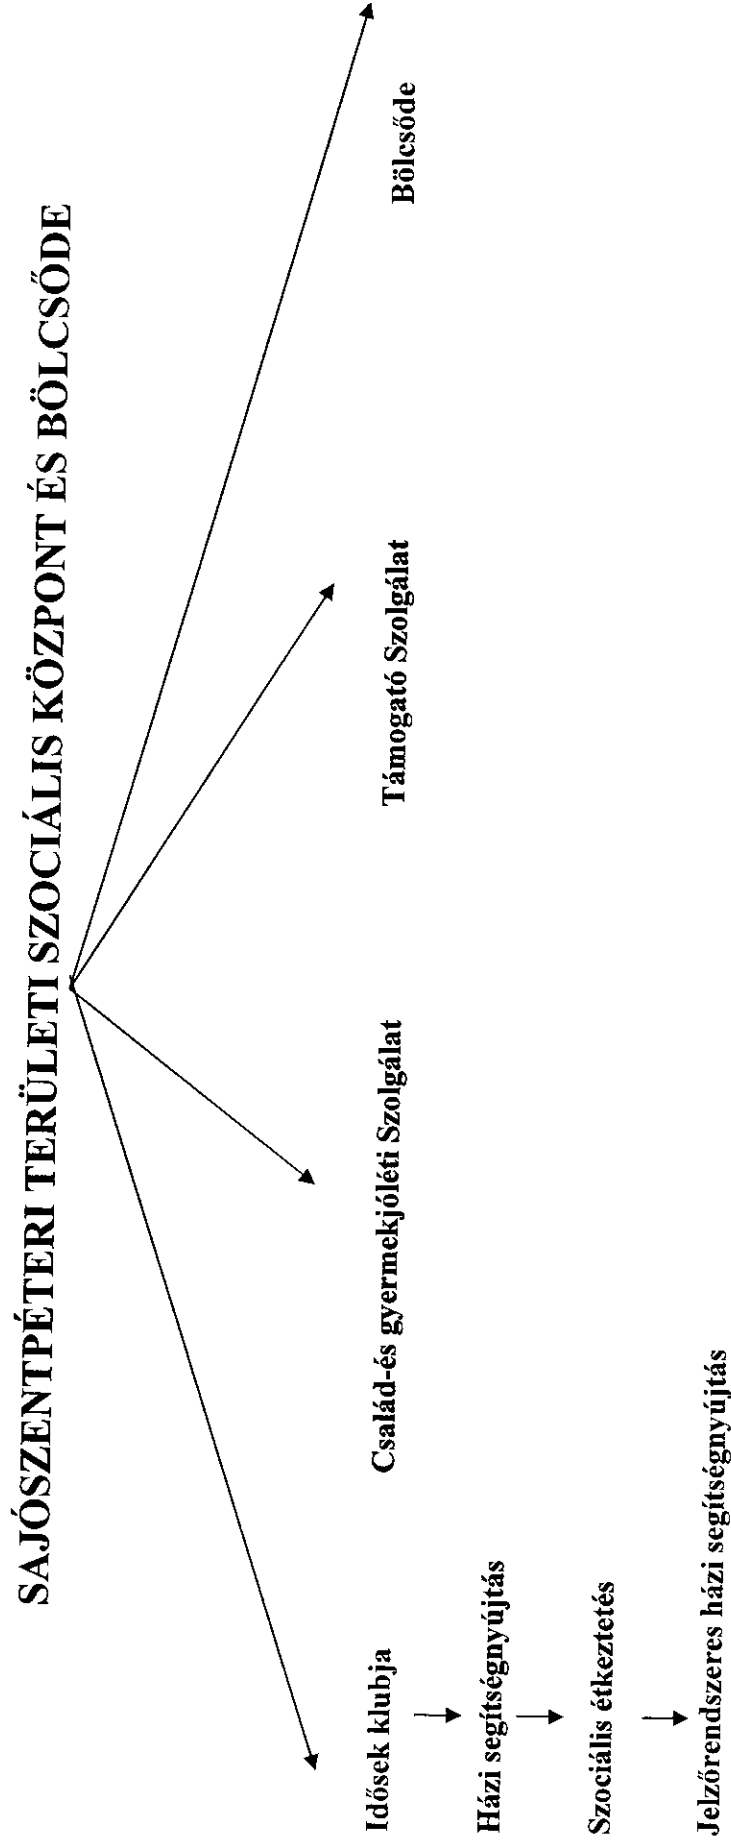 SAJÓSZENTPÉTERI TERÜLETI SZOCIÁLIS KÖZPONT ÉS BÖLCSŐDE
Idősek klubja
Család-és gyermekjóléti Szolgálat
Támogató Szolgálat
Bölcsőde
Házi segítségnyújtás
Szociális étkeztetés
Jelzőrendszeres házi segítségnyújtás